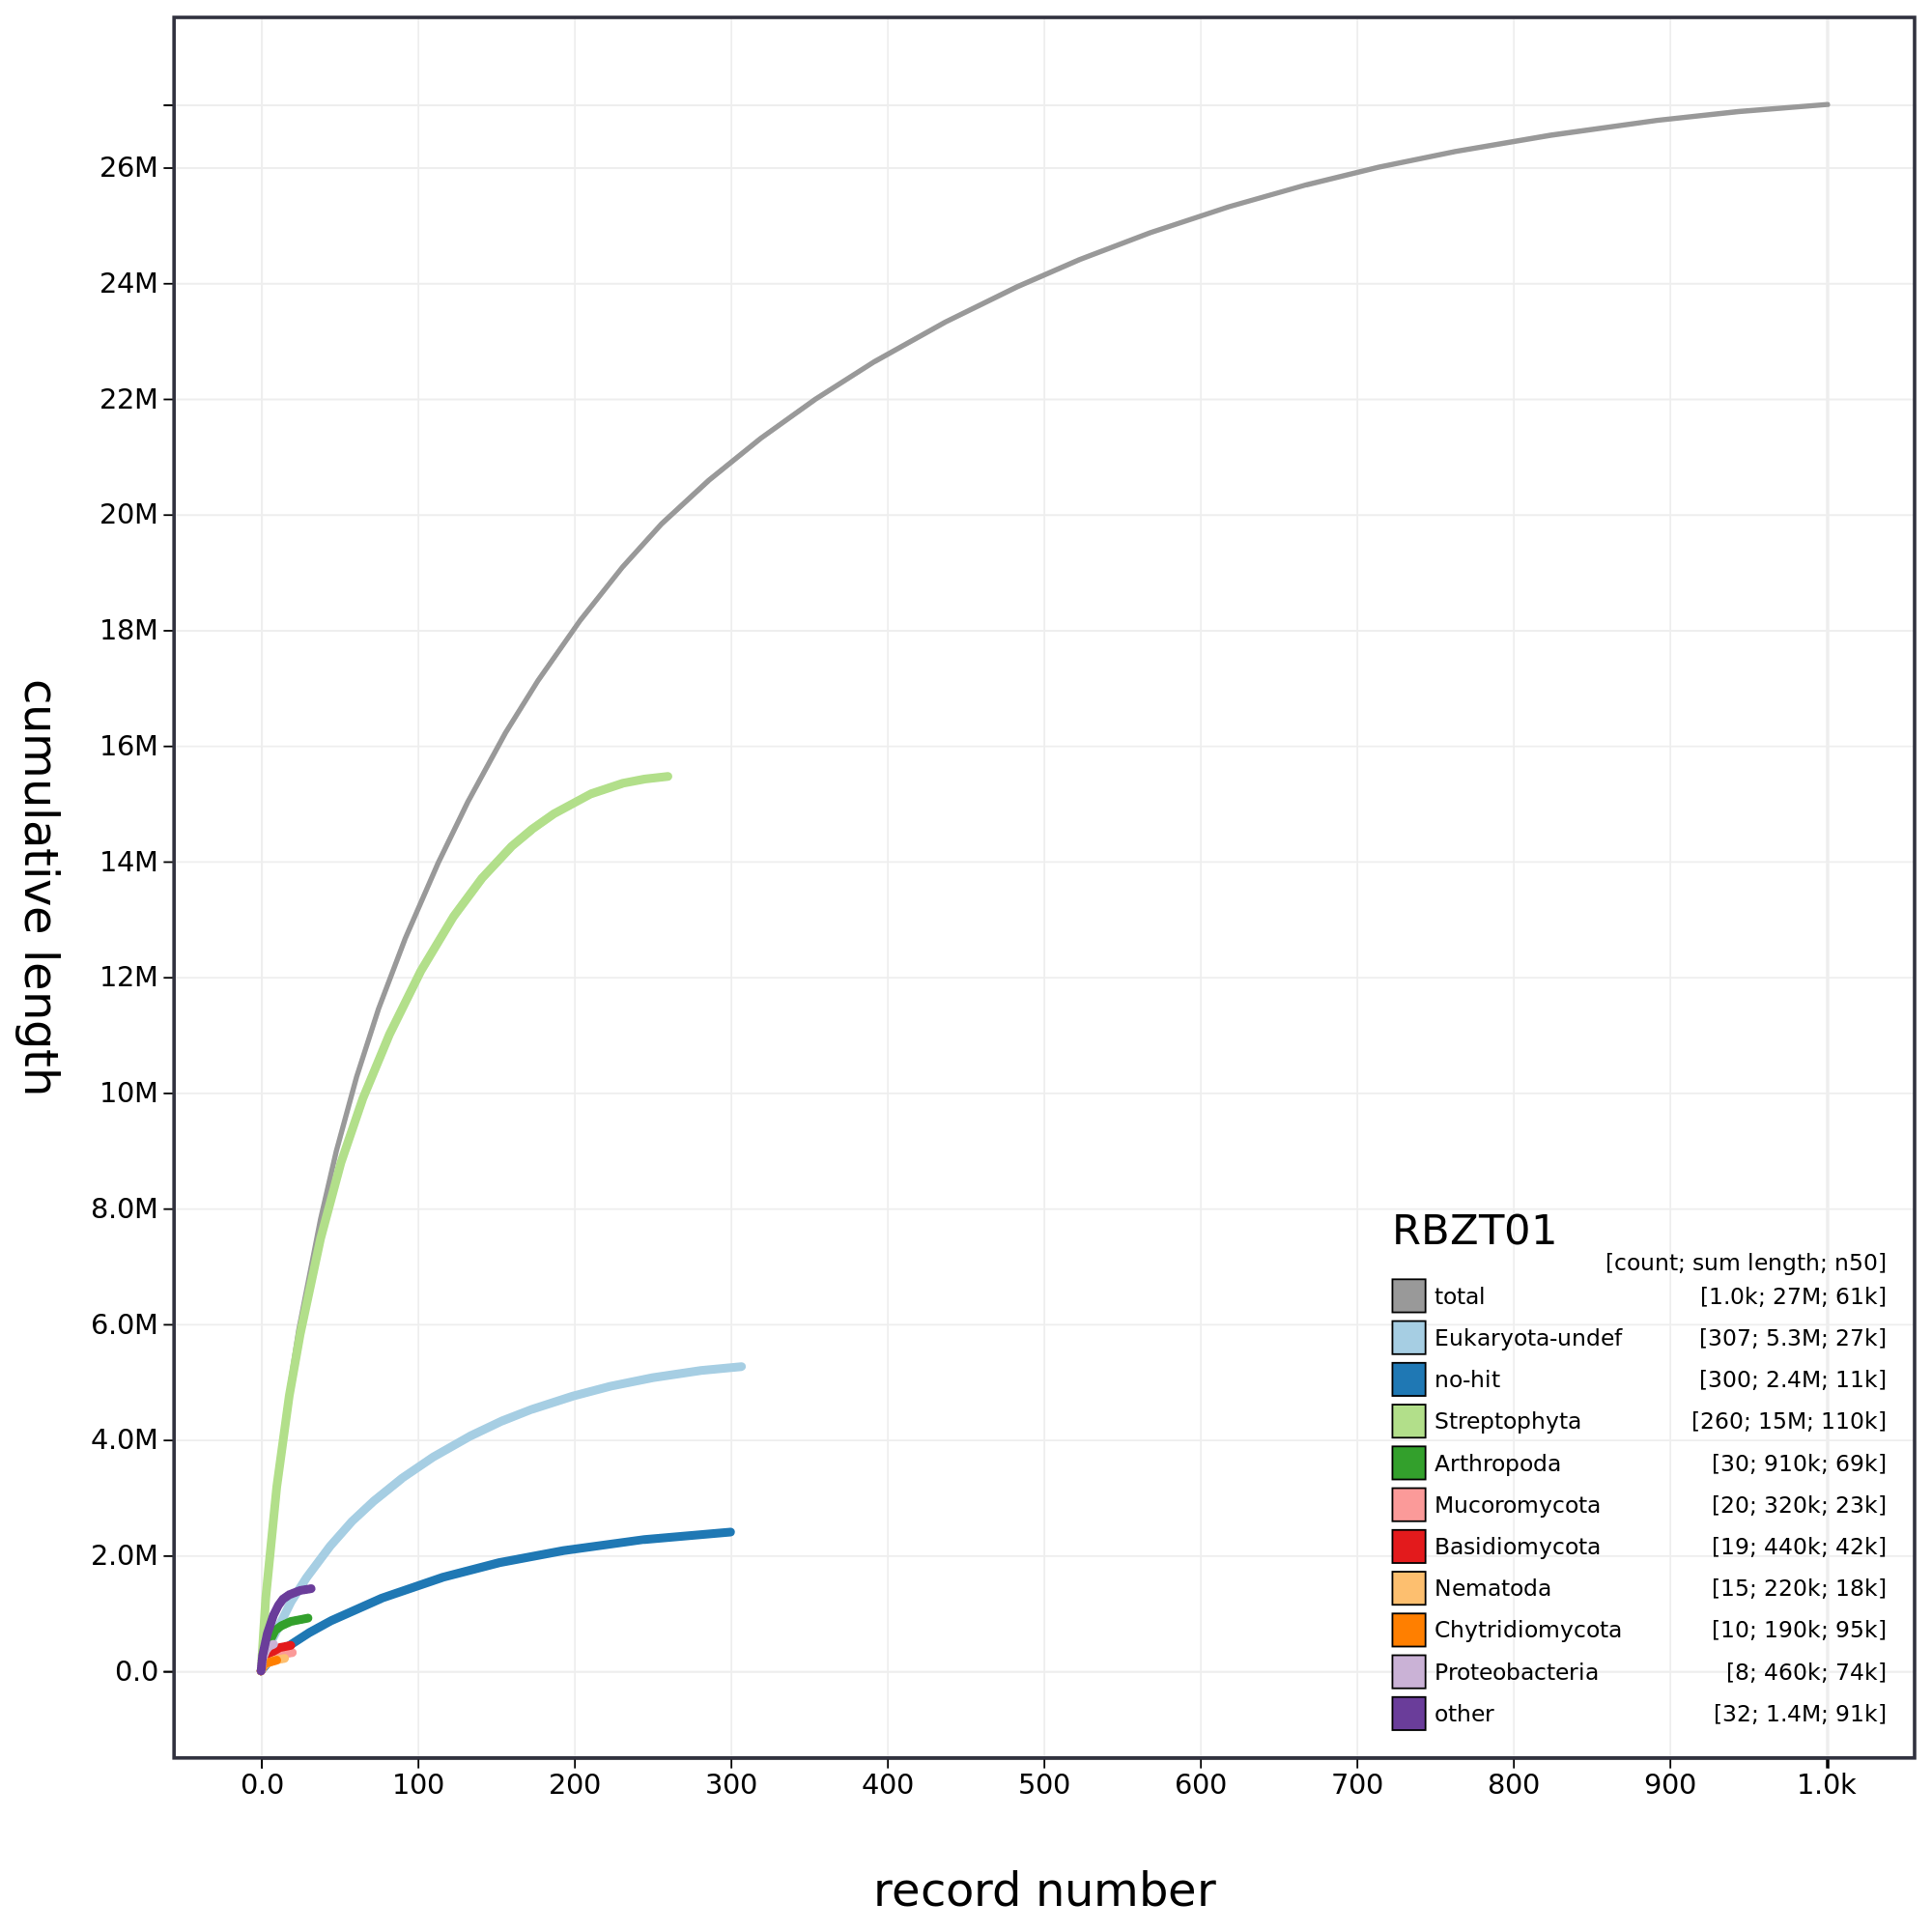 26M
24M
22M
20M
18M
16M
14M
12M
10M
8.0M
6.0M
4.0M
2.0M
0.0
cumulative length
RBZT01
[count; sum length; n50]
total [1.0k; 27M; 61k]
Eukaryota-undef [307; 5.3M; 27k]
no-hit [300; 2.4M; 11k]
Streptophyta [260; 15M; 110k]
Arthropoda [30; 910k; 69k]
Mucoromycota [20; 320k; 23k]
Basidiomycota [19; 440k; 42k]
Nematoda [15; 220k; 18k]
Chytridiomycota [10; 190k; 95k]
Proteobacteria [8; 460k; 74k]
other [32; 1.4M; 91k]
0.0 100 200 300 400 500 600 700 800 900 1.0k
record number